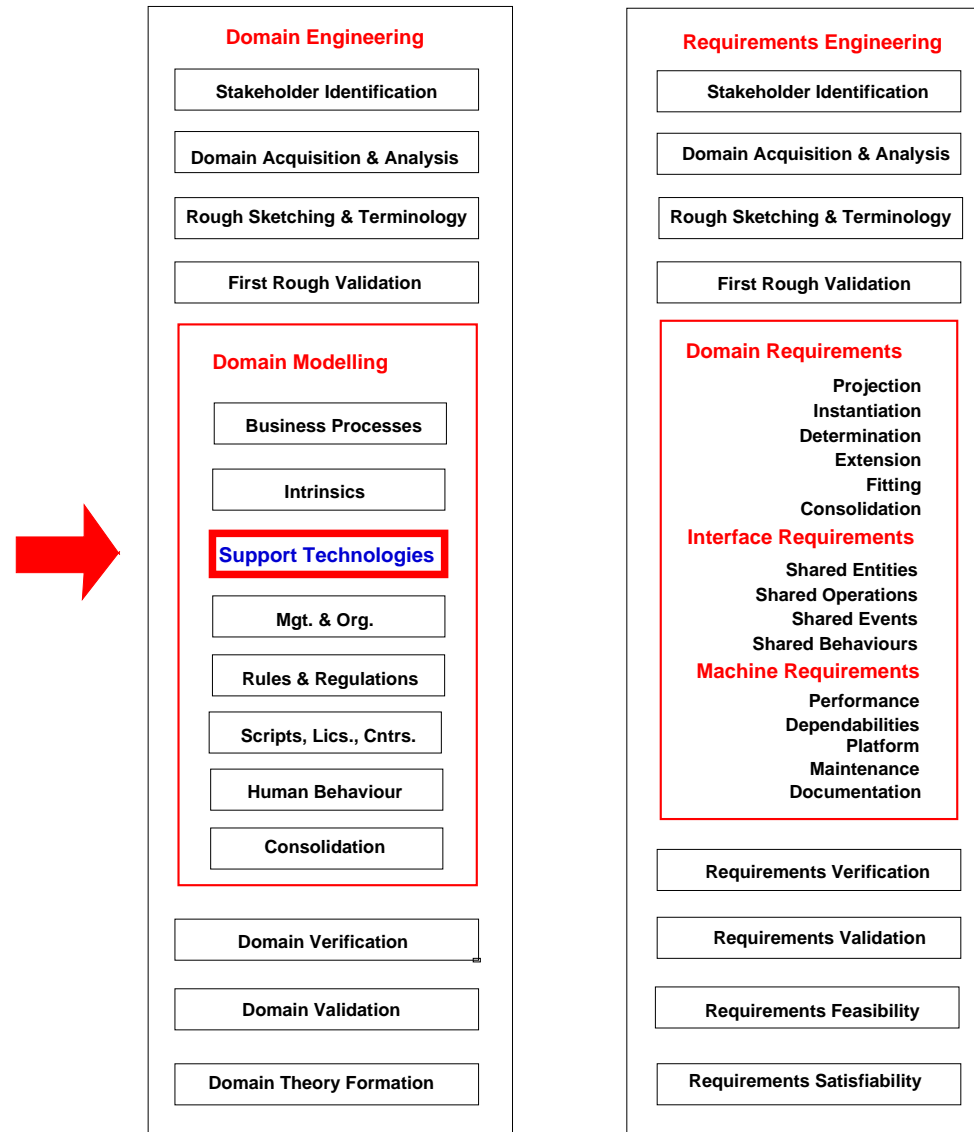 Domain Engineering
Stakeholder Identification
Domain Acquisition & Analysis
Rough Sketching & Terminology
First Rough Validation
Domain Modelling
Business Processes
Intrinsics
Support Technologies
Mgt. & Org.
Rules & Regulations
Scripts, Lics., Cntrs.
Human Behaviour
Consolidation
Domain Verification
Domain Validation
Domain Theory Formation
Requirements Engineering
Stakeholder Identification
Domain Acquisition & Analysis
Rough Sketching & Terminology
First Rough Validation
Domain Requirements
Projection
Instantiation
Determination
Extension
Fitting
Consolidation
Interface Requirements
Shared Entities
Shared Operations
Shared Events
Shared Behaviours
Machine Requirements
Performance
Dependabilities
Platform
Maintenance
Documentation
Requirements Verification
Requirements Validation
Requirements Feasibility
Requirements Satisfiability